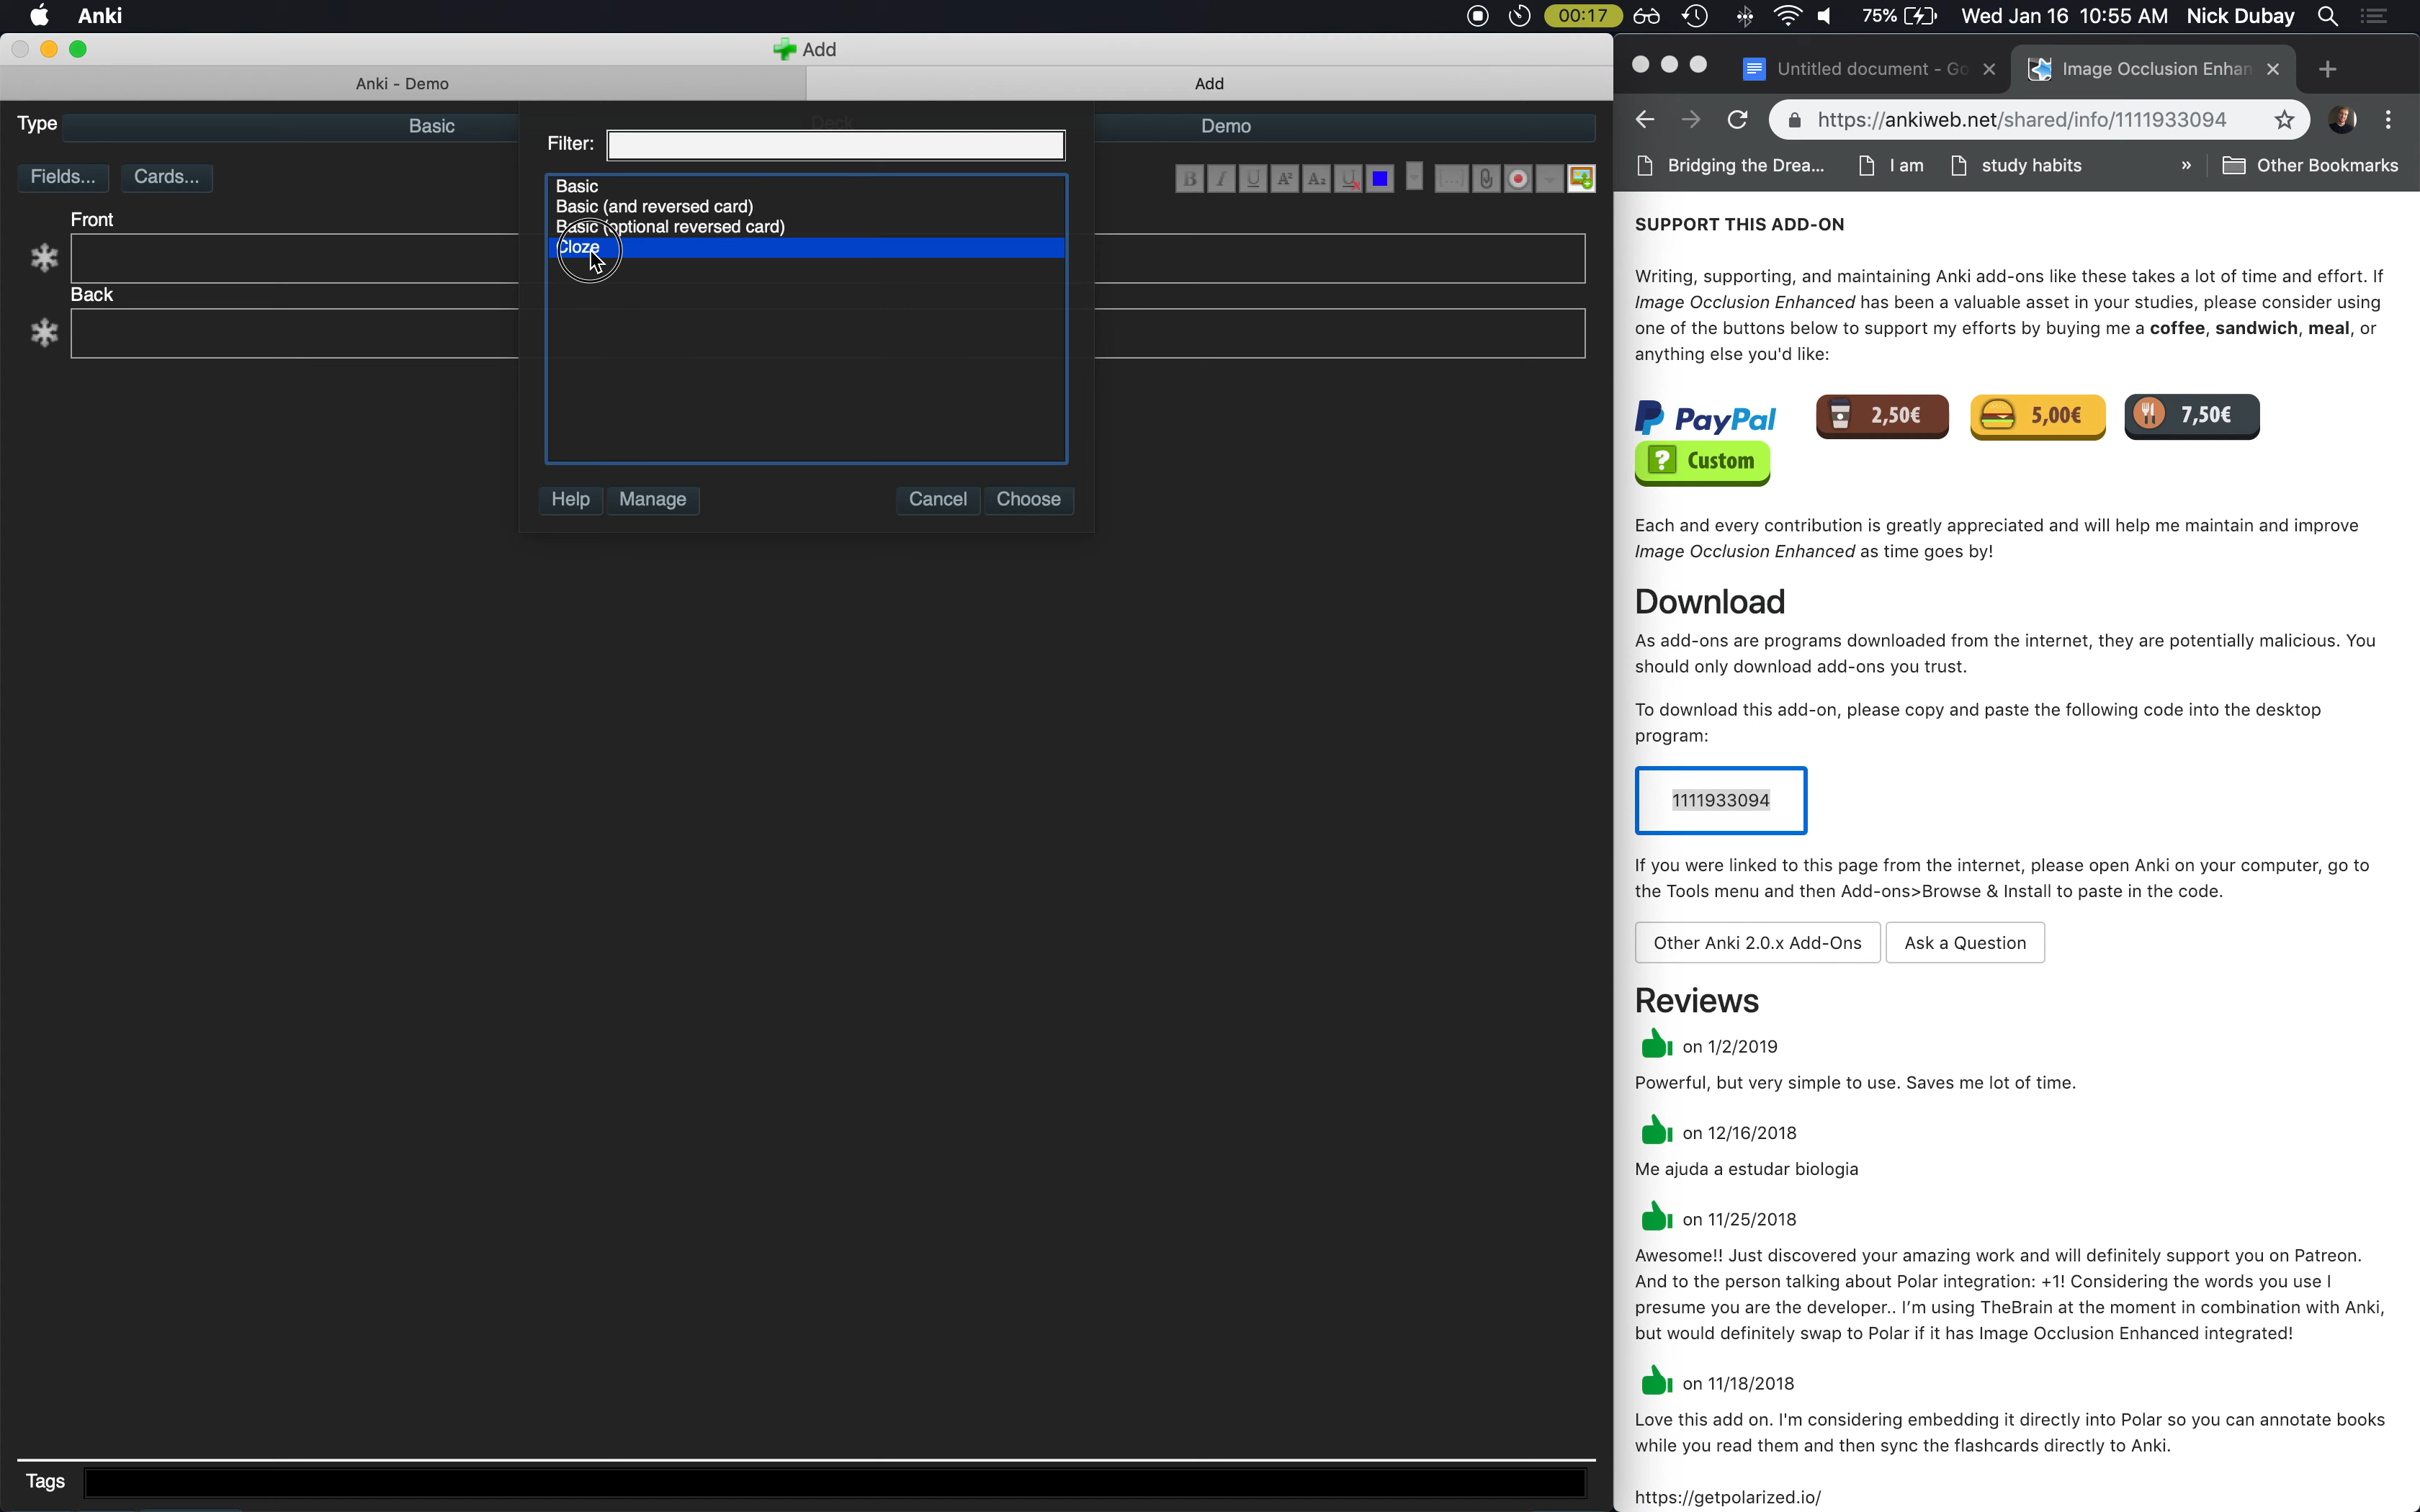 Anki
00:17
75%
Wed Jan 16 10:55 AM
Nick Dubay
Add
Anki - Demo
Add
Type
Basic
Deck
Demo
Fields...
Cards...
B I U A² A₂ U [...]
Front
Back
Filter:
Basic
Basic (and reversed card)
Basic (optional reversed card)
Cloze
Help
Manage
Cancel
Choose
Tags
Untitled document - Go
Image Occlusion Enhan
https://ankiweb.net/shared/info/1111933094
Bridging the Drea...
I am
study habits
»
Other Bookmarks
SUPPORT THIS ADD-ON
Writing, supporting, and maintaining Anki add-ons like these takes a lot of time and effort. If
Image Occlusion Enhanced has been a valuable asset in your studies, please consider using
one of the buttons below to support my efforts by buying me a coffee, sandwich, meal, or
anything else you'd like:
PayPal
2,50€
5,00€
7,50€
? Custom
Each and every contribution is greatly appreciated and will help me maintain and improve
Image Occlusion Enhanced as time goes by!
Download
As add-ons are programs downloaded from the internet, they are potentially malicious. You
should only download add-ons you trust.
To download this add-on, please copy and paste the following code into the desktop
program:
1111933094
If you were linked to this page from the internet, please open Anki on your computer, go to
the Tools menu and then Add-ons>Browse & Install to paste in the code.
Other Anki 2.0.x Add-Ons
Ask a Question
Reviews
on 1/2/2019
Powerful, but very simple to use. Saves me lot of time.
on 12/16/2018
Me ajuda a estudar biologia
on 11/25/2018
Awesome!! Just discovered your amazing work and will definitely support you on Patreon.
And to the person talking about Polar integration: +1! Considering the words you use I
presume you are the developer.. I'm using TheBrain at the moment in combination with Anki,
but would definitely swap to Polar if it has Image Occlusion Enhanced integrated!
on 11/18/2018
Love this add on. I'm considering embedding it directly into Polar so you can annotate books
while you read them and then sync the flashcards directly to Anki.
https://getpolarized.io/